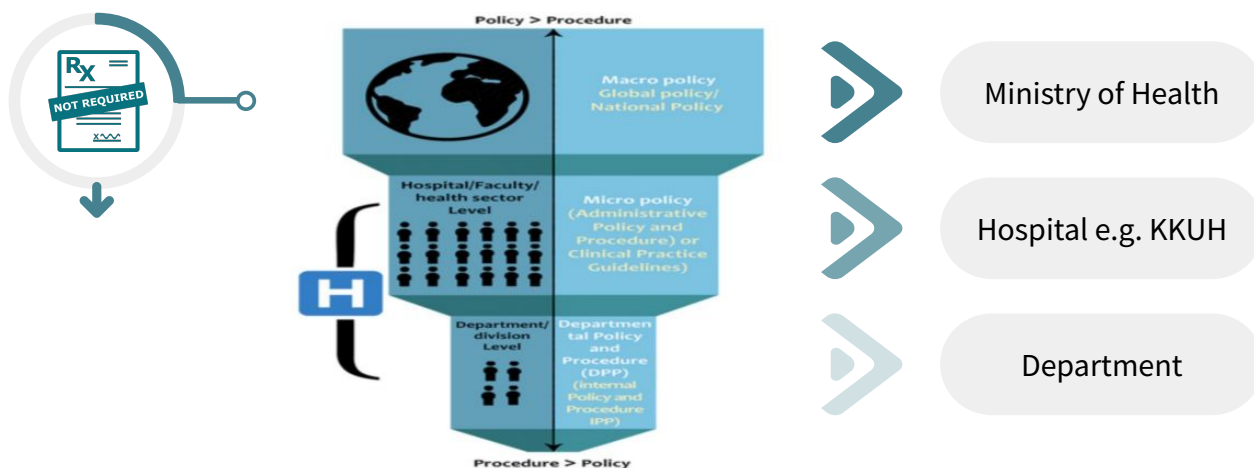 Rx
NOT REQUIRED
Policy > Procedure
Macro policy
Global policy/
National Policy
Ministry of Health
Hospital/Faculty/
health sector
Level
Micro policy
(Administrative
Policy and
Procedure) or
Clinical Practice
Guidelines)
H
Hospital e.g. KKUH
Department/
division
Level
Departmen
tal Policy
and
Procedure
(DPP)
(internal
Policy and
Procedure
IPP)
Department
Procedure > Policy